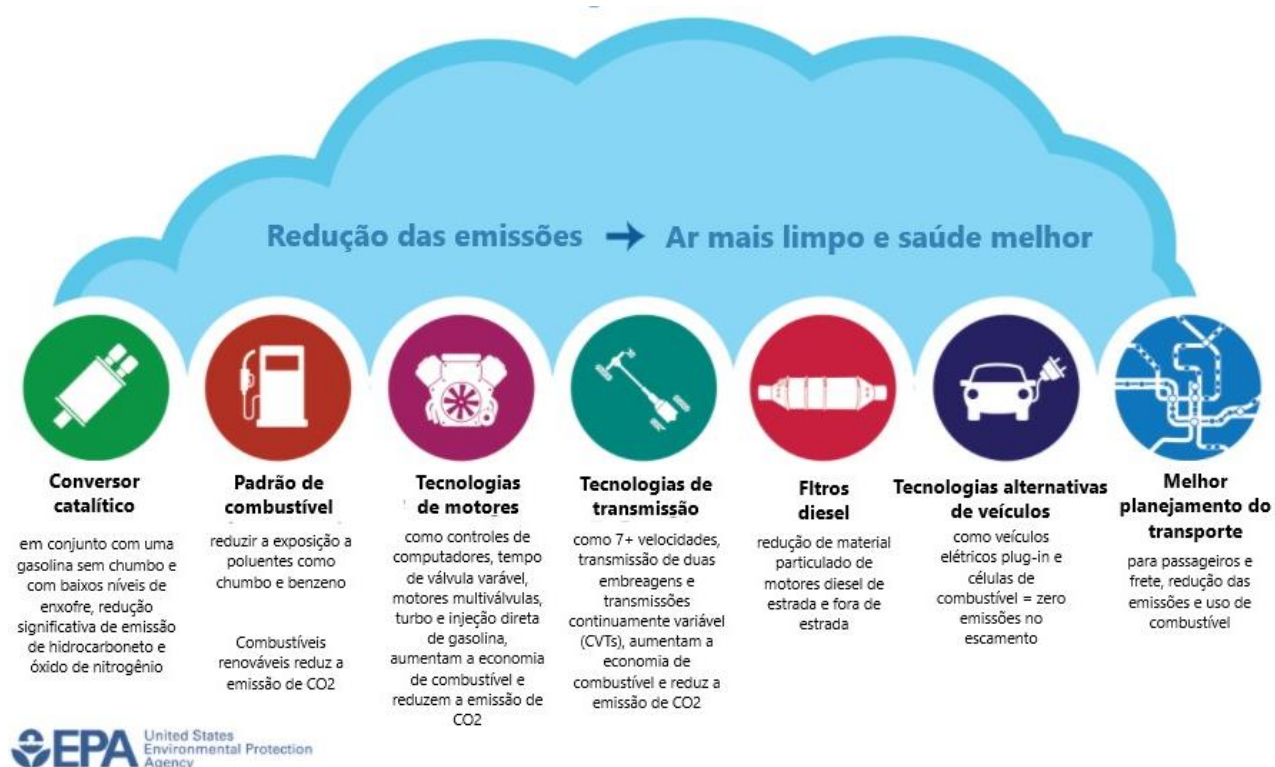 Redução das emissões → Ar mais limpo e saúde melhor
Conversor
catalítico
em conjunto com uma
gasolina sem chumbo e
com baixos níveis de
enxofre, redução
significativa de emissão
de hidrocarboneto e
óxido de nitrogênio
Padrão de
combustível
reduzir a exposição a
poluentes como
chumbo e benzeno
Combustíveis
renováveis reduz a
emissão de CO2
Tecnologias
de motores
como controles de
computadores, tempo
de válvula varável,
motores multiválvulas,
turbo e injeção direta
de gasolina,
aumentam a economia
de combustível e
reduzem a emissão de
CO2
Tecnologias de
transmissão
como 7+ velocidades,
transmissão de duas
embreagens e
transmissões
continuamente variável
(CVTs), aumentam a
economia de
combustível e reduz a
emissão de CO2
Fltros
diesel
redução de material
particulado de
motores diesel de
estrada e fora de
estrada
Tecnologias alternativas
de veículos
como veículos
elétricos plug-in e
células de
combustível = zero
emissões no
escamento
Melhor
planejamento do
transporte
para passageiros e
frete, redução das
emissões e uso de
combustível
EPA
United States
Environmental Protection
Agency